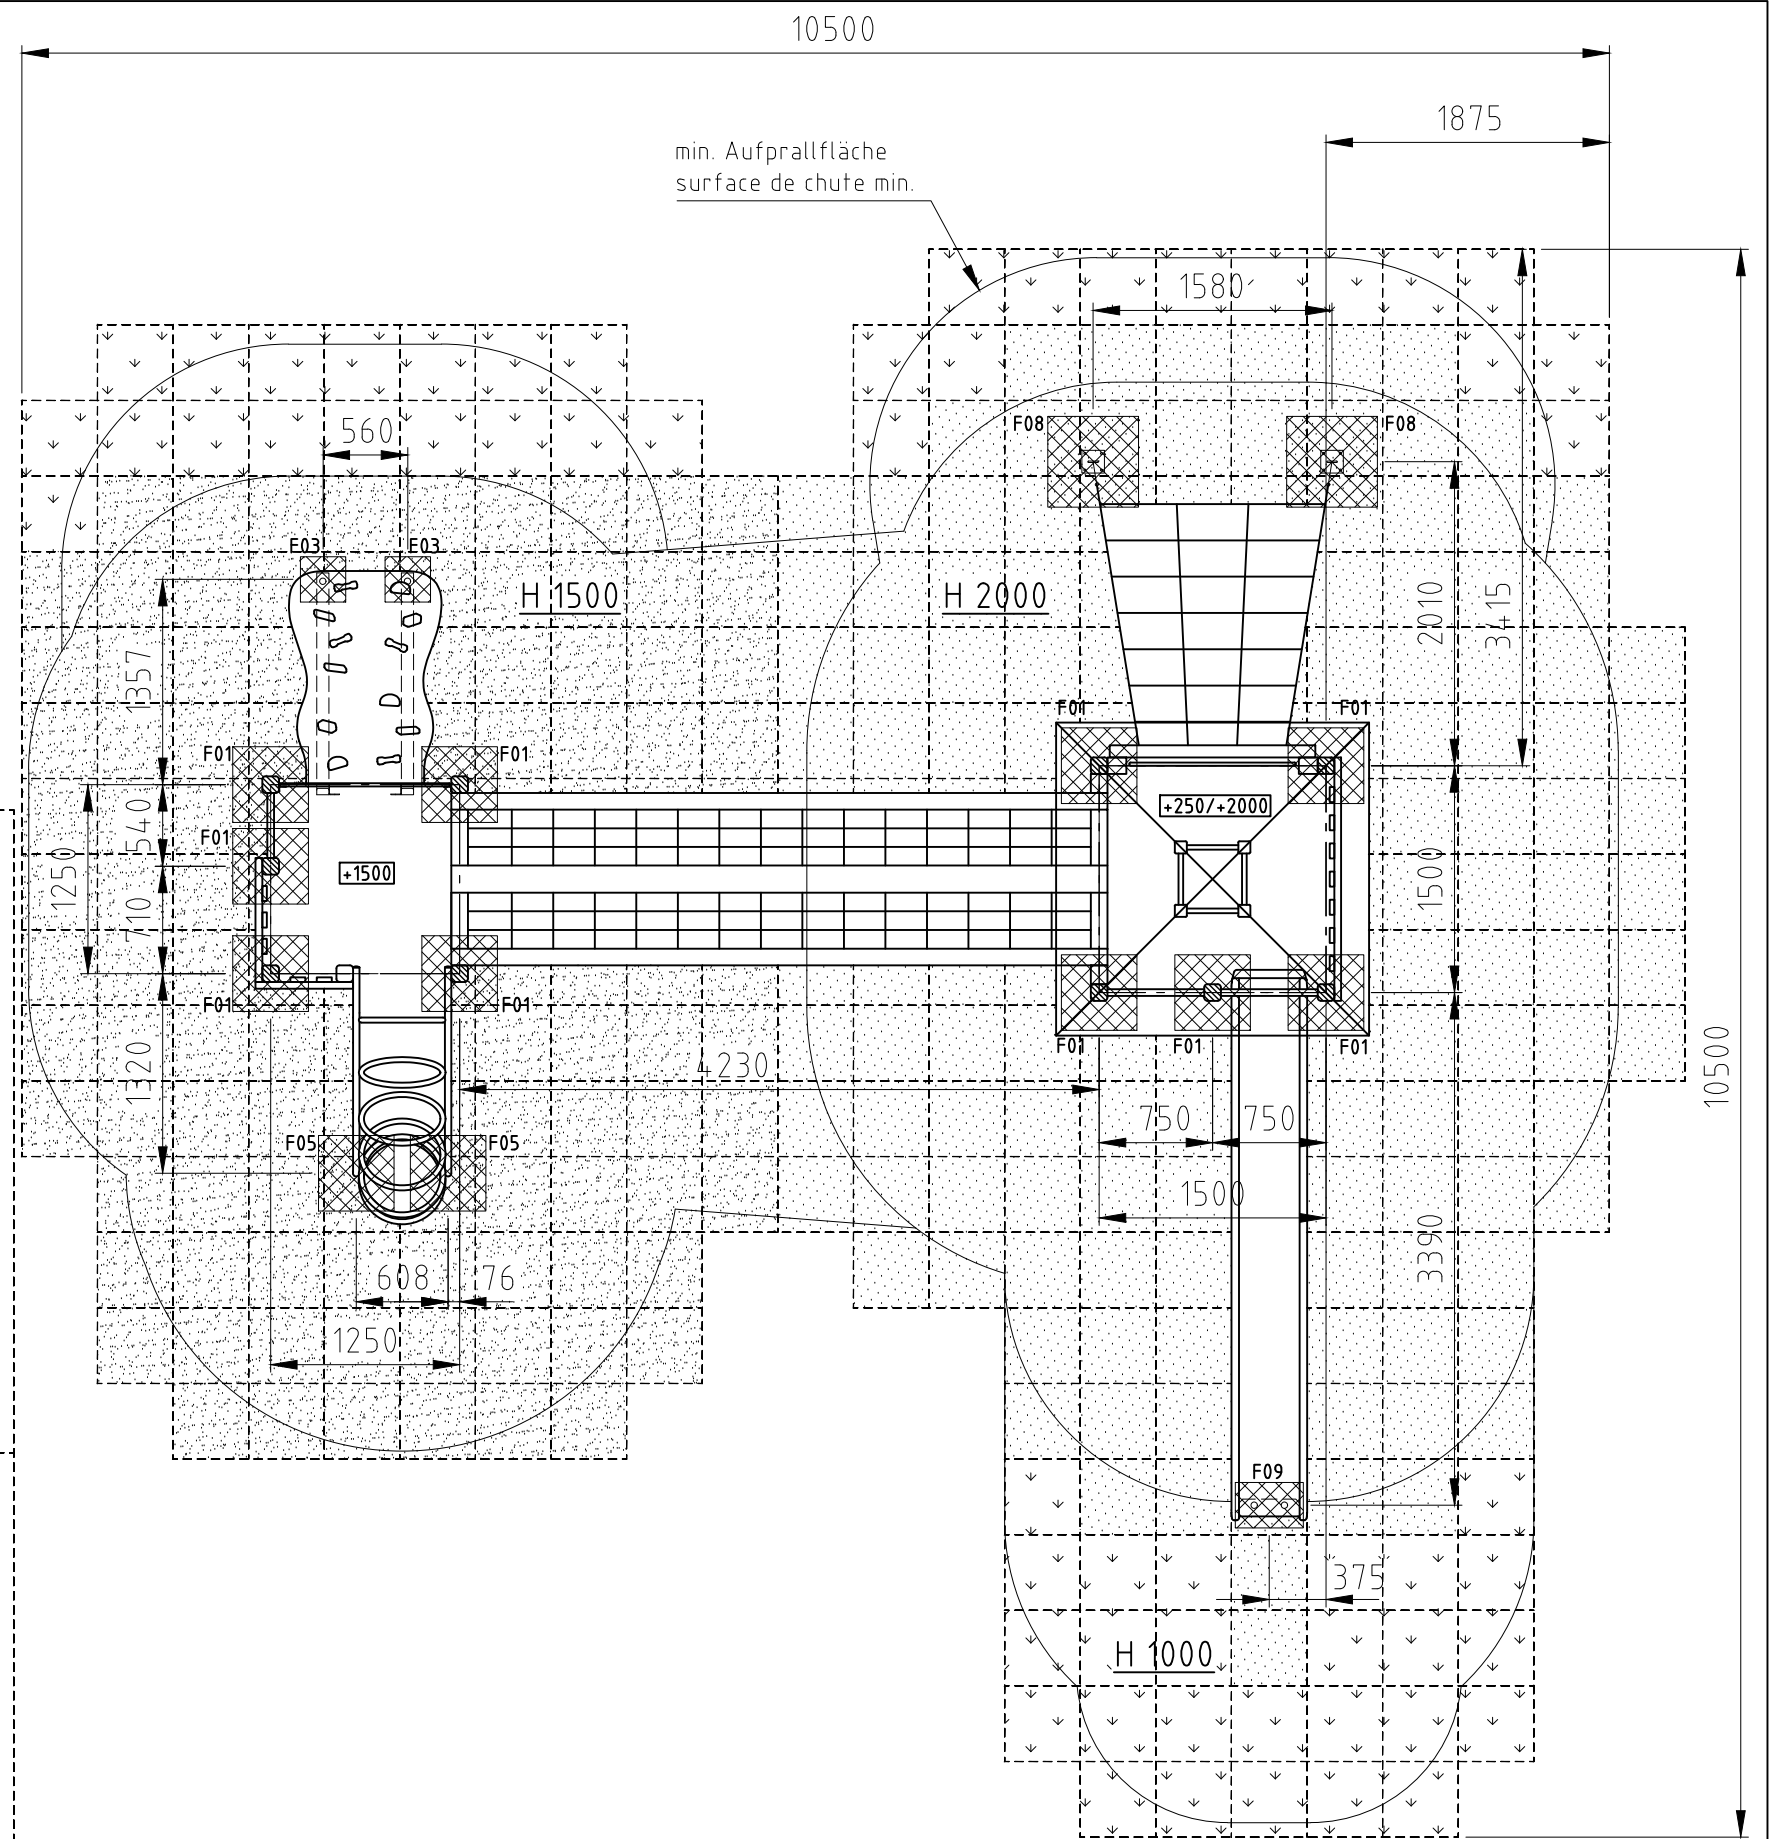 10500
1875
min. Aufprallfläche
surface de chute min.
1580
560
F08
F08
F03
F03
H 1500
H 2000
2010
3415
1357
F01
F01
F01
F01
+250/+2000
540
F01
1250
+1500
1500
710
F01
F01
F01
F01
F01
10500
1320
4230
750
750
F05
F05
1500
3390
608
76
1250
F09
375
H 1000